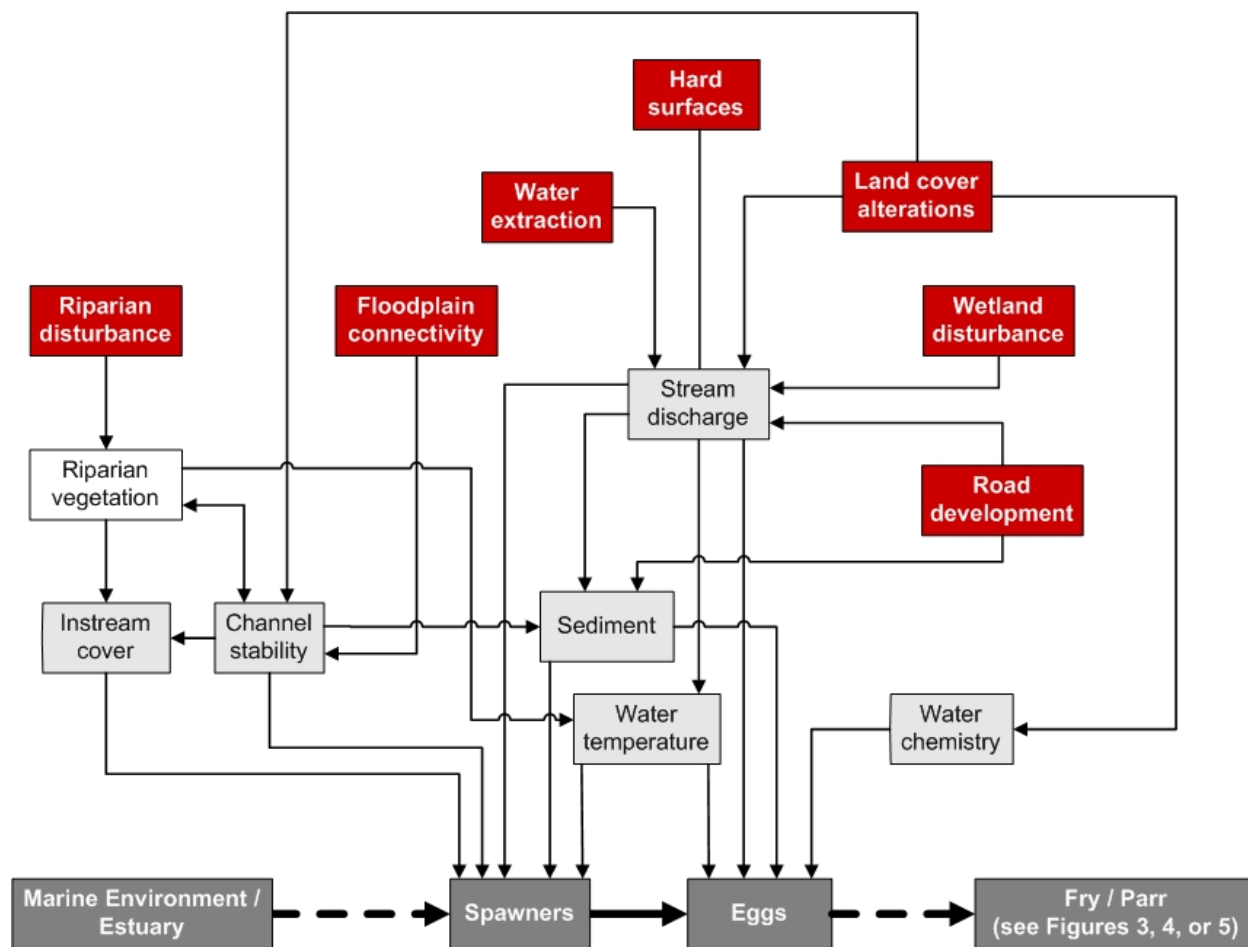 Hard
surfaces
Land cover
alterations
Water
extraction
Riparian
disturbance
Floodplain
connectivity
Wetland
disturbance
Stream
discharge
Riparian
vegetation
Road
development
Instream
cover
Channel
stability
Sediment
Water
temperature
Water
chemistry
Marine Environment /
Estuary
Spawners
Eggs
Fry / Parr
(see Figures 3, 4, or 5)